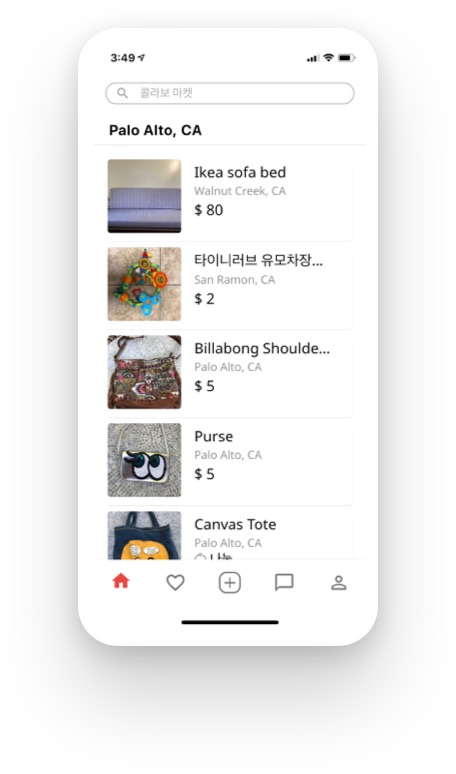 3:49
콜라보 마켓
Palo Alto, CA
Ikea sofa bed
Walnut Creek, CA
$ 80
타이니러브 유모차장...
San Ramon, CA
$ 2
Billabong Shoulde...
Palo Alto, CA
$ 5
Purse
Palo Alto, CA
$ 5
Canvas Tote
Palo Alto, CA
나눔